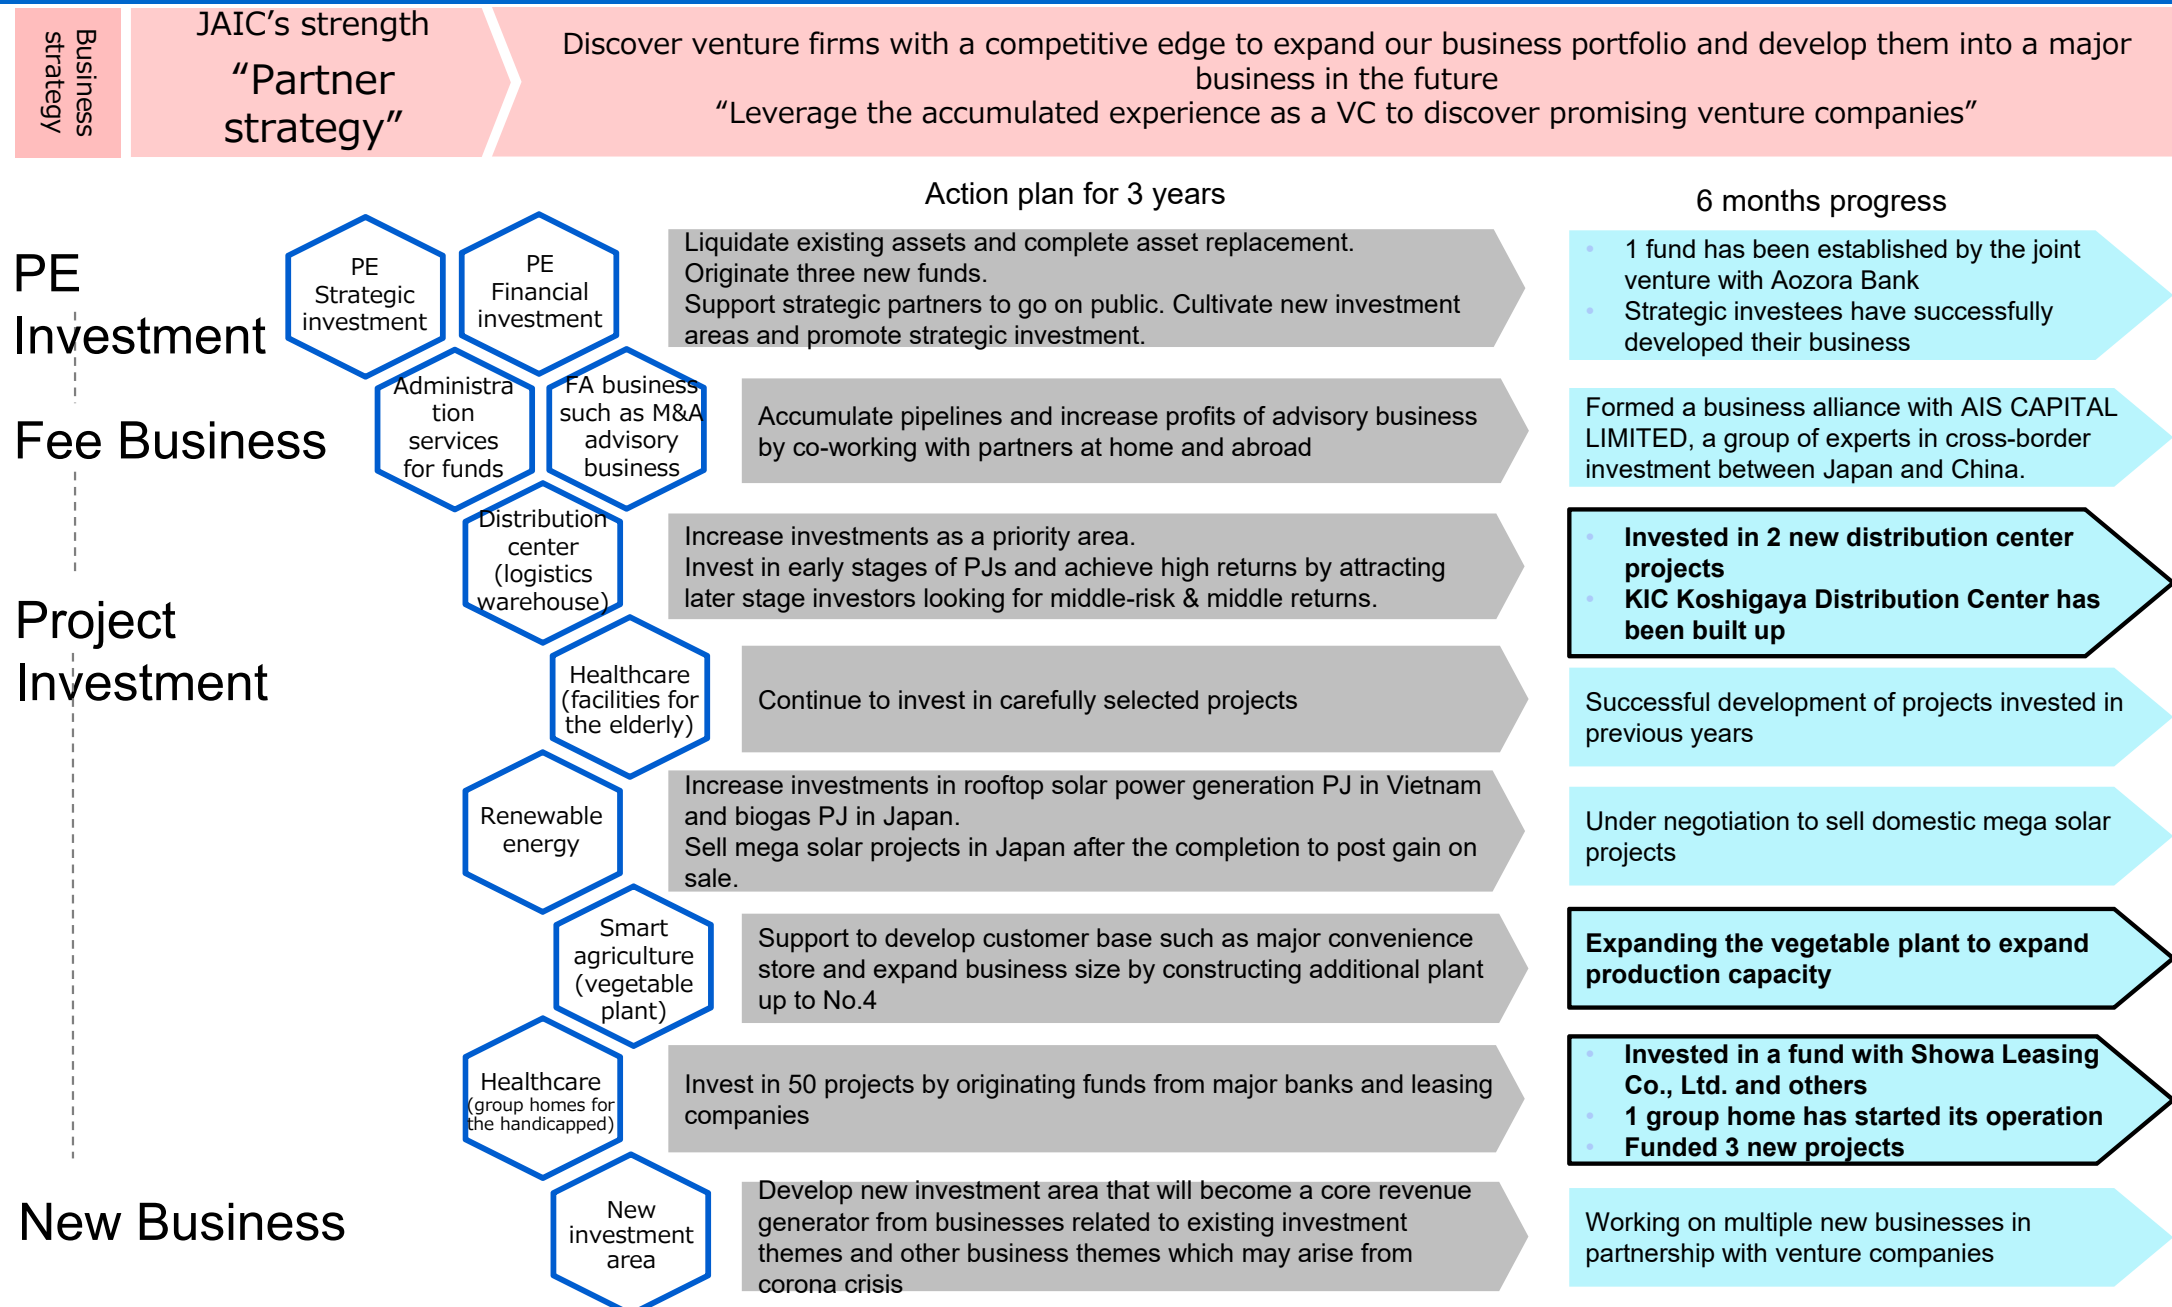 Business
strategy
JAIC’s strength
“Partner
strategy”
Discover venture firms with a competitive edge to expand our business portfolio and develop them into a major
business in the future
“Leverage the accumulated experience as a VC to discover promising venture companies”
Action plan for 3 years
6 months progress
PE
Investment
PE
Strategic
investment
PE
Financial
investment
Liquidate existing assets and complete asset replacement.
Originate three new funds.
Support strategic partners to go on public. Cultivate new investment
areas and promote strategic investment.
• 1 fund has been established by the joint
venture with Aozora Bank
• Strategic investees have successfully
developed their business
Fee Business
Administra
tion
services
for funds
FA business
such as M&A
advisory
business
Accumulate pipelines and increase profits of advisory business
by co-working with partners at home and abroad
Formed a business alliance with AIS CAPITAL
LIMITED, a group of experts in cross-border
investment between Japan and China.
Project
Investment
Distribution
center
(logistics
warehouse)
Increase investments as a priority area.
Invest in early stages of PJs and achieve high returns by attracting
later stage investors looking for middle-risk & middle returns.
• Invested in 2 new distribution center
projects
• KIC Koshigaya Distribution Center has
been built up
Healthcare
(facilities for
the elderly)
Continue to invest in carefully selected projects
Successful development of projects invested in
previous years
Renewable
energy
Increase investments in rooftop solar power generation PJ in Vietnam
and biogas PJ in Japan.
Sell mega solar projects in Japan after the completion to post gain on
sale.
Under negotiation to sell domestic mega solar
projects
Smart
agriculture
(vegetable
plant)
Support to develop customer base such as major convenience
store and expand business size by constructing additional plant
up to No.4
Expanding the vegetable plant to expand
production capacity
Healthcare
(group homes for
the handicapped)
Invest in 50 projects by originating funds from major banks and leasing
companies
• Invested in a fund with Showa Leasing
Co., Ltd. and others
• 1 group home has started its operation
• Funded 3 new projects
New Business
New
investment
area
Develop new investment area that will become a core revenue
generator from businesses related to existing investment
themes and other business themes which may arise from
corona crisis
Working on multiple new businesses in
partnership with venture companies